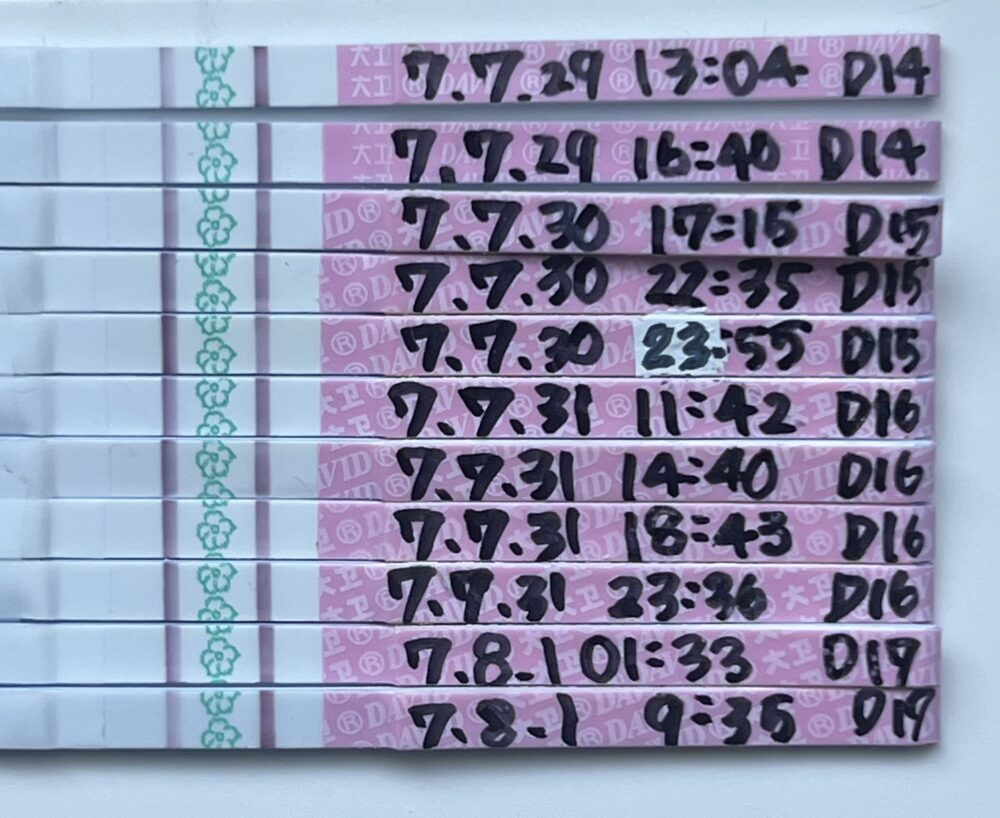 大卫® DAVID®
7.7.29 13:04 D14
7.7.29 16:40 D14
7.7.30 17:15 D15
7.7.30 22:35 D15
7.7.30 23:55 D15
7.7.31 11:42 D16
7.7.31 14:40 D16
7.7.31 18:43 D16
7.7.31 23:36 D16
7.8.1 01:33 D17
7.8.1 9:35 D17